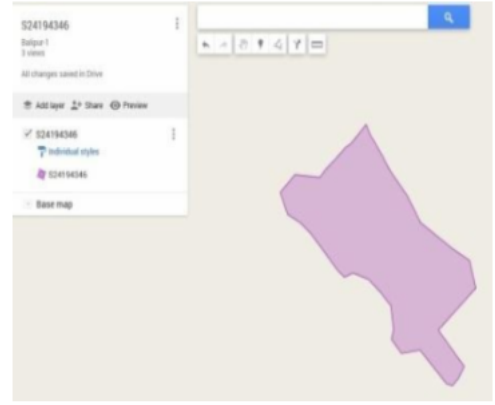 S24194346
Balipur-1
3 views
All changes saved in Drive
Add layer Share Preview
S24194346
Individual styles
S24194346
Base map